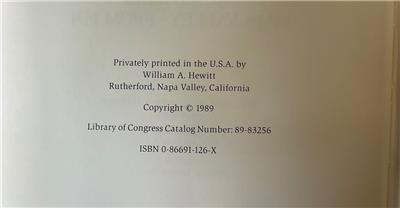 Privately printed in the U.S.A. by
William A. Hewitt
Rutherford, Napa Valley, California
Copyright © 1989
Library of Congress Catalog Number: 89-83256
ISBN 0-86691-126-X